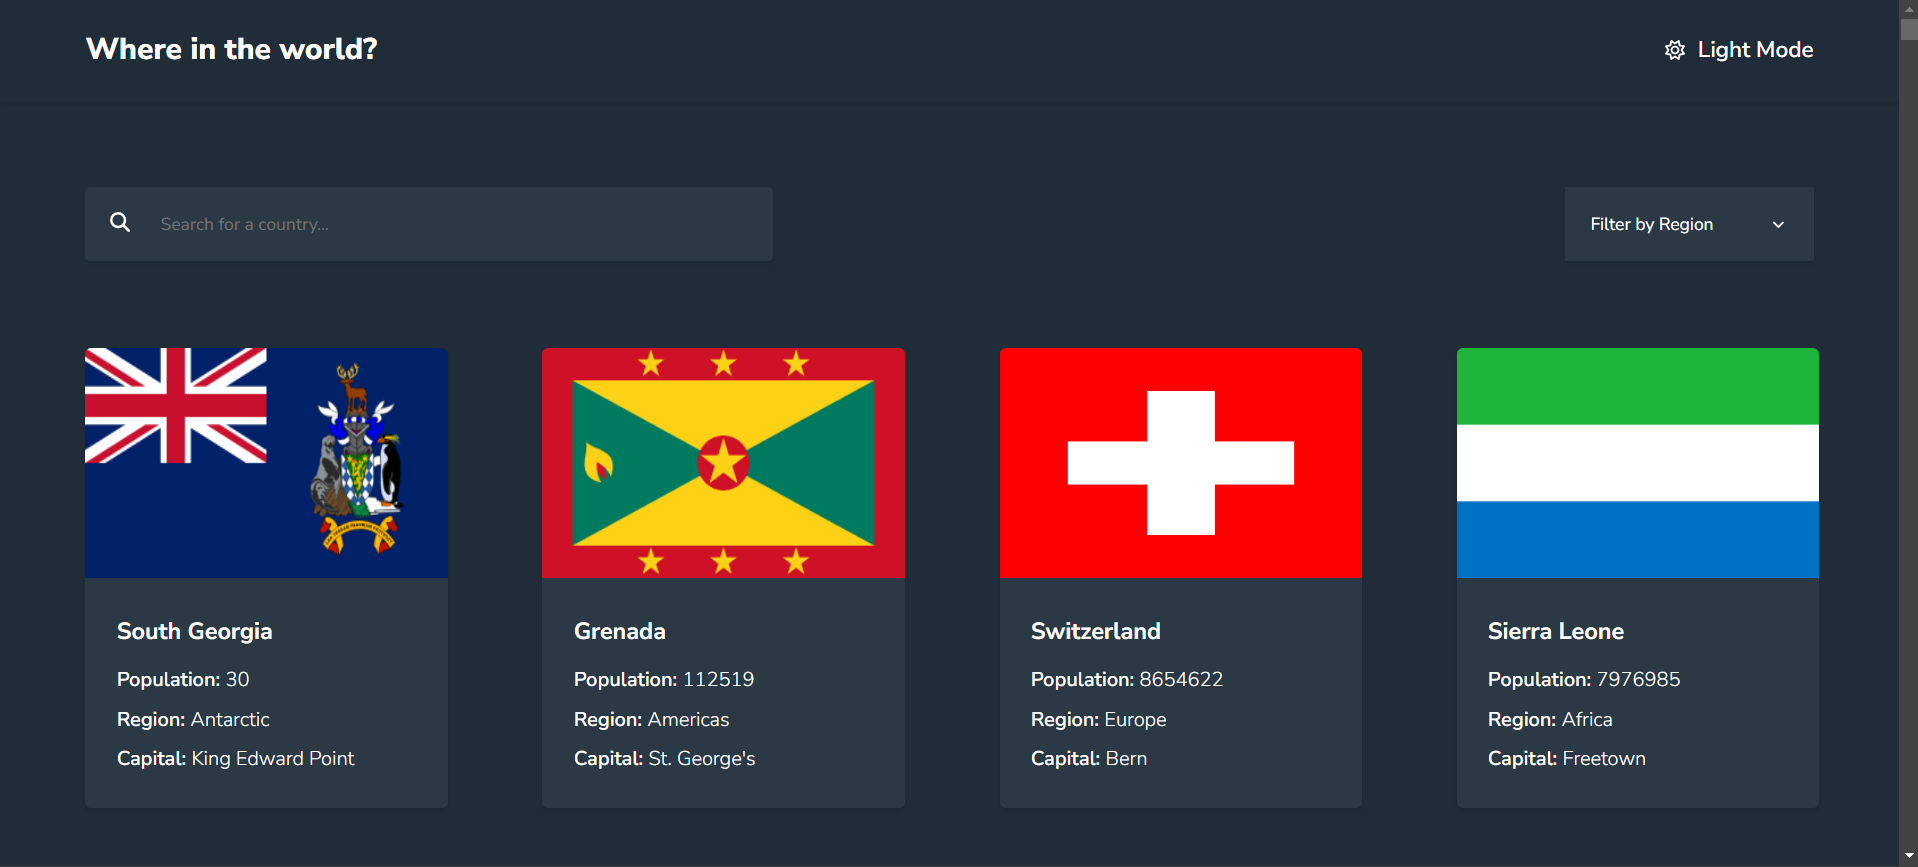 Where in the world?
Light Mode
Search for a country...
Filter by Region
South Georgia
Population: 30
Region: Antarctic
Capital: King Edward Point
Grenada
Population: 112519
Region: Americas
Capital: St. George's
Switzerland
Population: 8654622
Region: Europe
Capital: Bern
Sierra Leone
Population: 7976985
Region: Africa
Capital: Freetown